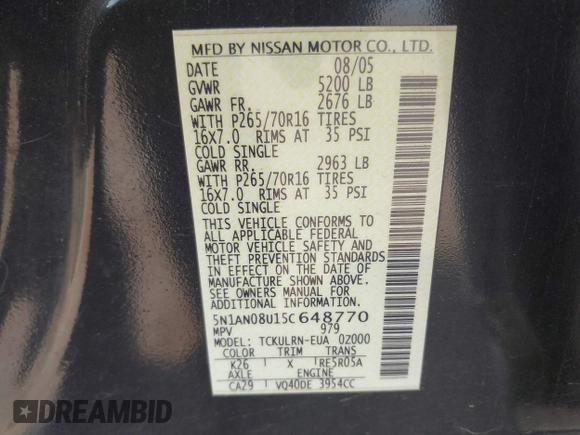 MFD BY NISSAN MOTOR CO., LTD.
DATE 08/05
GVWR 5200 LB
GAWR FR. 2676 LB
WITH P265/70R16 TIRES
16X7.0 RIMS AT 35 PSI
COLD SINGLE
GAWR RR. 2963 LB
WITH P265/70R16 TIRES
16X7.0 RIMS AT 35 PSI
COLD SINGLE
THIS VEHICLE CONFORMS TO
ALL APPLICABLE FEDERAL
MOTOR VEHICLE SAFETY AND
THEFT PREVENTION STANDARDS
IN EFFECT ON THE DATE OF
MANUFACTURE SHOWN ABOVE.
SEE OWNERS MANUAL FOR
ADDITIONAL INFORMATION.
5N1AN08U15C648770
MPV 979
MODEL: TCKULRN-EUA 0Z000
COLOR TRIM TRANS
K26 X RE5R05A
AXLE ENGINE
CA29 VQ40DE 3954CC
DREAMBID